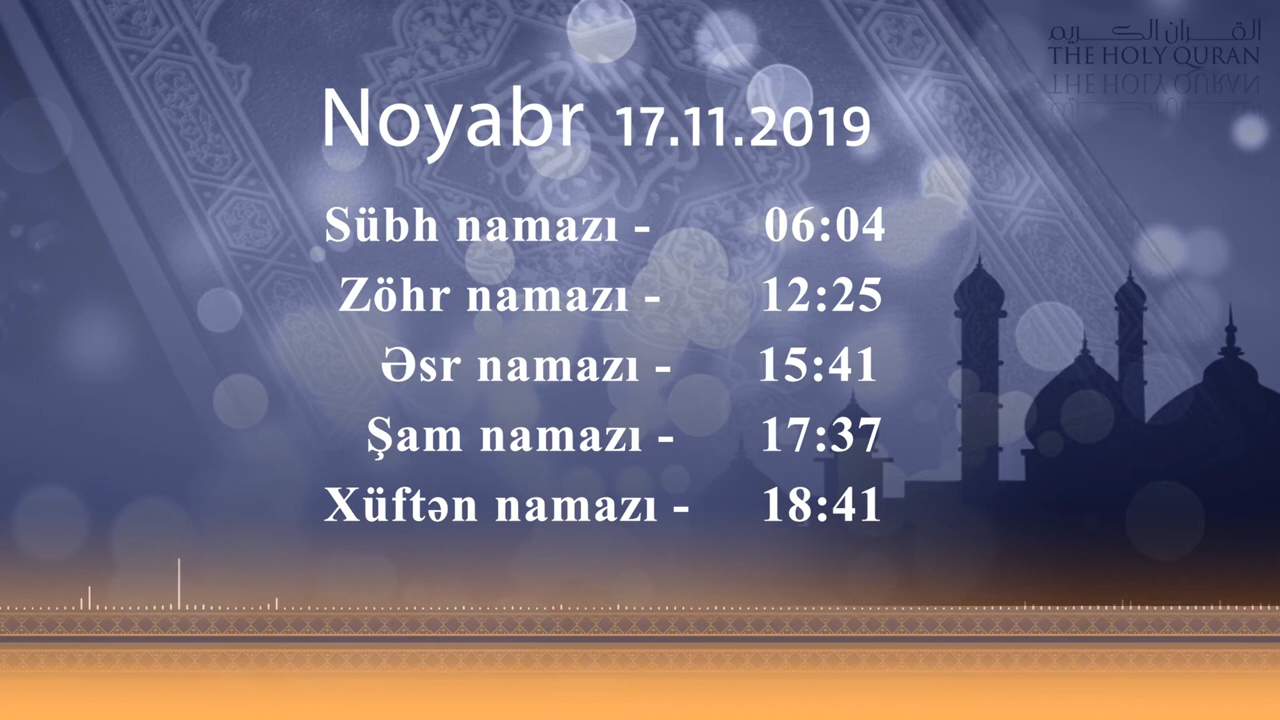 القرآن الكريم
THE HOLY QURAN
Noyabr 17.11.2019
Sübh namazı - 06:04
Zöhr namazı - 12:25
Əsr namazı - 15:41
Şam namazı - 17:37
Xüftən namazı - 18:41